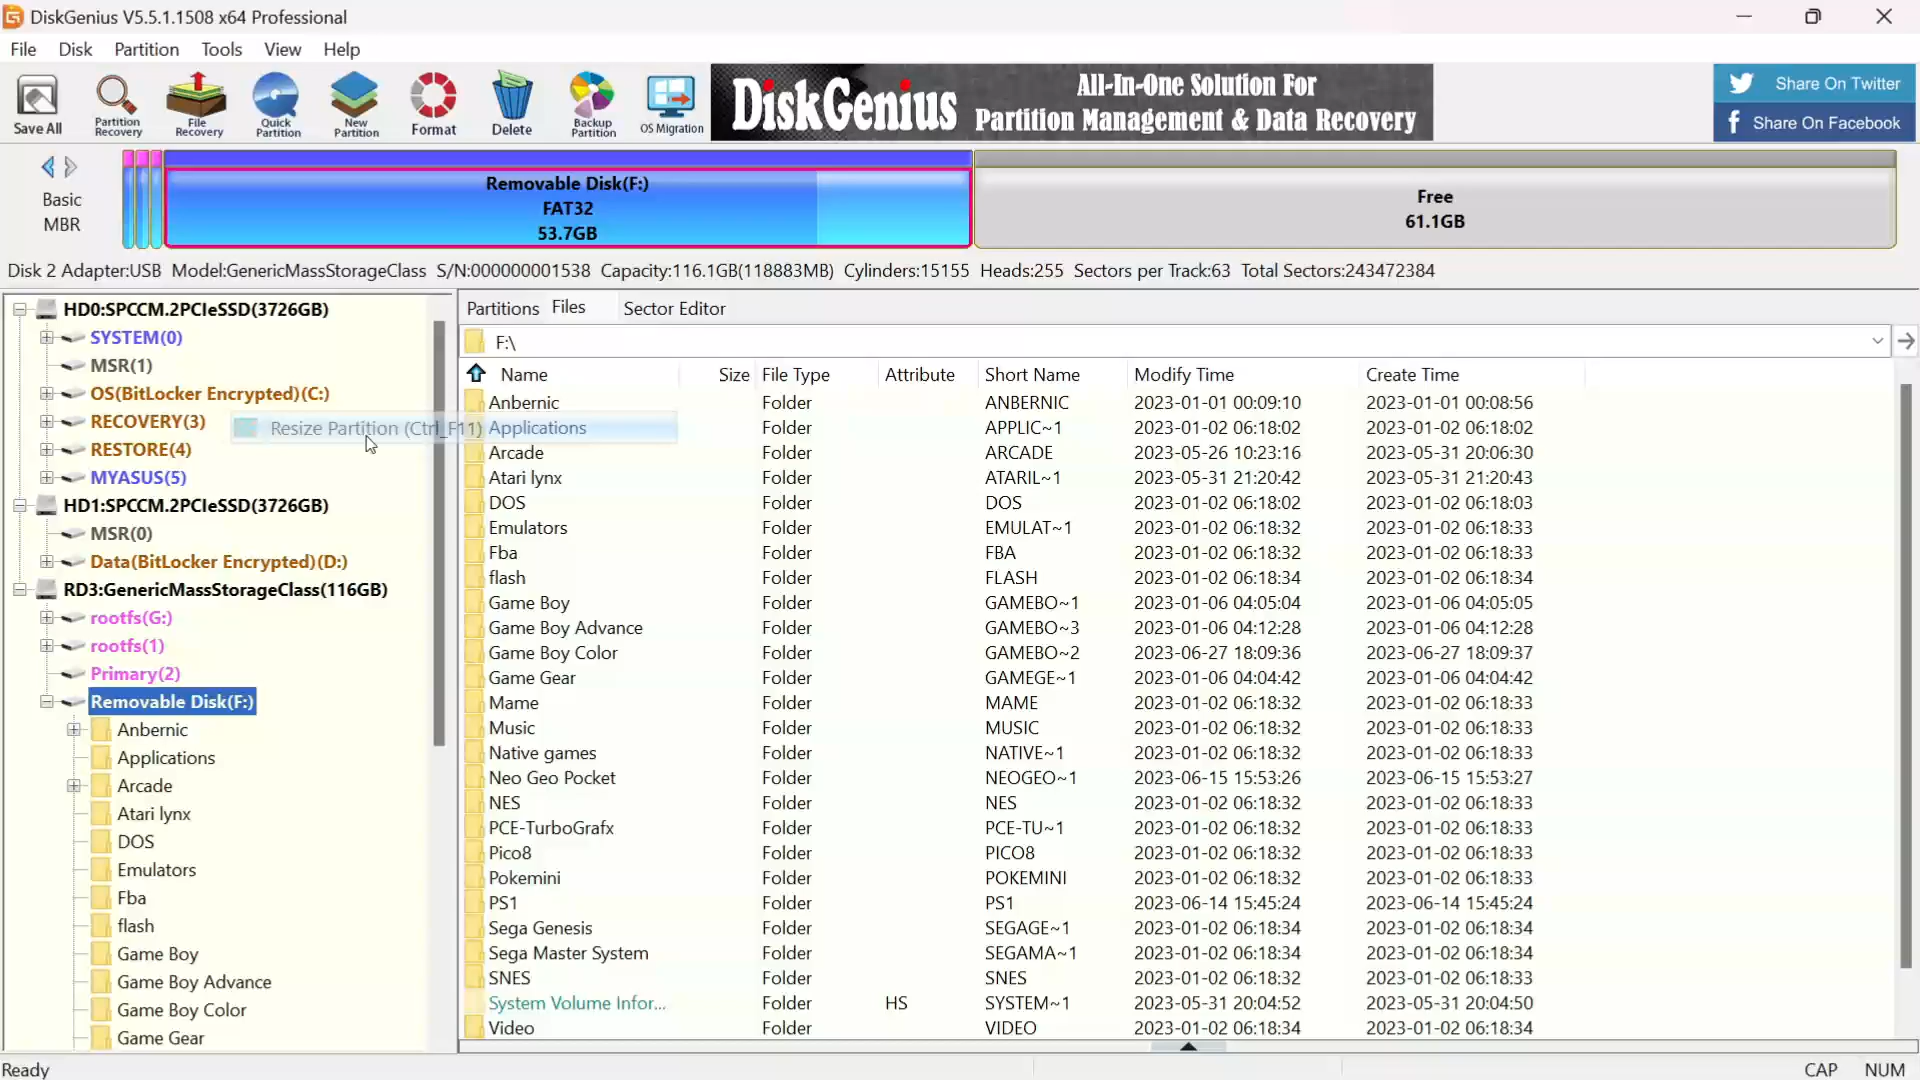 DiskGenius V5.5.1.1508 x64 Professional
File Disk Partition Tools View Help
Save All
Partition Recovery
File Recovery
Quick Partition
New Partition
Format
Delete
Backup Partition
OS Migration
DiskGenius
All-In-One Solution For
Partition Management & Data Recovery
Share On Twitter
Share On Facebook
Basic
MBR
Removable Disk(F:)
FAT32
53.7GB
Free
61.1GB
Disk 2 Adapter:USB Model:GenericMassStorageClass S/N:000000001538 Capacity:116.1GB(118883MB) Cylinders:15155 Heads:255 Sectors per Track:63 Total Sectors:243472384
HD0:SPCCM.2PCIeSSD(3726GB)
SYSTEM(0)
MSR(1)
OS(BitLocker Encrypted)(C:)
RECOVERY(3)
Resize Partition (Ctrl_F11)
RESTORE(4)
MYASUS(5)
HD1:SPCCM.2PCIeSSD(3726GB)
MSR(0)
Data(BitLocker Encrypted)(D:)
RD3:GenericMassStorageClass(116GB)
rootfs(G:)
rootfs(1)
Primary(2)
Removable Disk(F:)
Anbernic
Applications
Arcade
Atari lynx
DOS
Emulators
Fba
flash
Game Boy
Game Boy Advance
Game Boy Color
Game Gear
Partitions Files Sector Editor
F:\
Name Size File Type Attribute Short Name Modify Time Create Time
Anbernic Folder ANBERNIC 2023-01-01 00:09:10 2023-01-01 00:08:56
Applications Folder APPLIC~1 2023-01-02 06:18:02 2023-01-02 06:18:02
Arcade Folder ARCADE 2023-05-26 10:23:16 2023-05-31 20:06:30
Atari lynx Folder ATARIL~1 2023-05-31 21:20:42 2023-05-31 21:20:43
DOS Folder DOS 2023-01-02 06:18:02 2023-01-02 06:18:03
Emulators Folder EMULAT~1 2023-01-02 06:18:32 2023-01-02 06:18:33
Fba Folder FBA 2023-01-02 06:18:32 2023-01-02 06:18:33
flash Folder FLASH 2023-01-02 06:18:34 2023-01-02 06:18:34
Game Boy Folder GAMEBO~1 2023-01-06 04:05:04 2023-01-06 04:05:05
Game Boy Advance Folder GAMEBO~3 2023-01-06 04:12:28 2023-01-06 04:12:28
Game Boy Color Folder GAMEBO~2 2023-06-27 18:09:36 2023-06-27 18:09:37
Game Gear Folder GAMEGE~1 2023-01-06 04:04:42 2023-01-06 04:04:42
Mame Folder MAME 2023-01-02 06:18:32 2023-01-02 06:18:33
Music Folder MUSIC 2023-01-02 06:18:32 2023-01-02 06:18:33
Native games Folder NATIVE~1 2023-01-02 06:18:32 2023-01-02 06:18:33
Neo Geo Pocket Folder NEOGEO~1 2023-06-15 15:53:26 2023-06-15 15:53:27
NES Folder NES 2023-01-02 06:18:32 2023-01-02 06:18:33
PCE-TurboGrafx Folder PCE-TU~1 2023-01-02 06:18:32 2023-01-02 06:18:33
Pico8 Folder PICO8 2023-01-02 06:18:32 2023-01-02 06:18:33
Pokemini Folder POKEMINI 2023-01-02 06:18:32 2023-01-02 06:18:33
PS1 Folder PS1 2023-06-14 15:45:24 2023-06-14 15:45:24
Sega Genesis Folder SEGAGE~1 2023-01-02 06:18:34 2023-01-02 06:18:34
Sega Master System Folder SEGAMA~1 2023-01-02 06:18:34 2023-01-02 06:18:34
SNES Folder SNES 2023-01-02 06:18:32 2023-01-02 06:18:33
System Volume Infor... Folder HS SYSTEM~1 2023-05-31 20:04:52 2023-05-31 20:04:50
Video Folder VIDEO 2023-01-02 06:18:34 2023-01-02 06:18:34
Ready CAP NUM